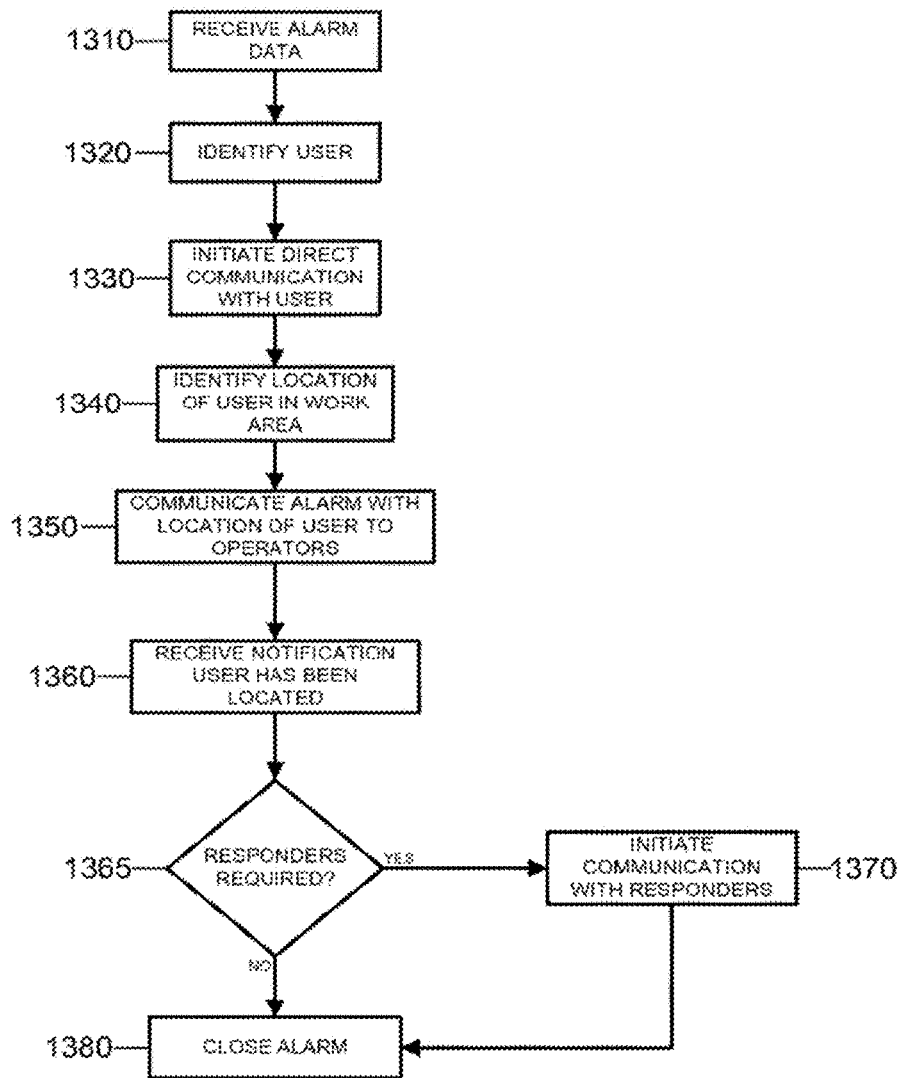 1310
RECEIVE ALARM
DATA
1320
IDENTIFY USER
1330
INITIATE DIRECT
COMMUNICATION
WITH USER
1340
IDENTIFY LOCATION
OF USER IN WORK
AREA
1350
COMMUNICATE ALARM WITH
LOCATION OF USER TO
OPERATORS
1360
RECEIVE NOTIFICATION
USER HAS BEEN
LOCATED
1365
RESPONDERS
REQUIRED?
YES
INITIATE
COMMUNICATION
WITH RESPONDERS
1370
NO
1380
CLOSE ALARM